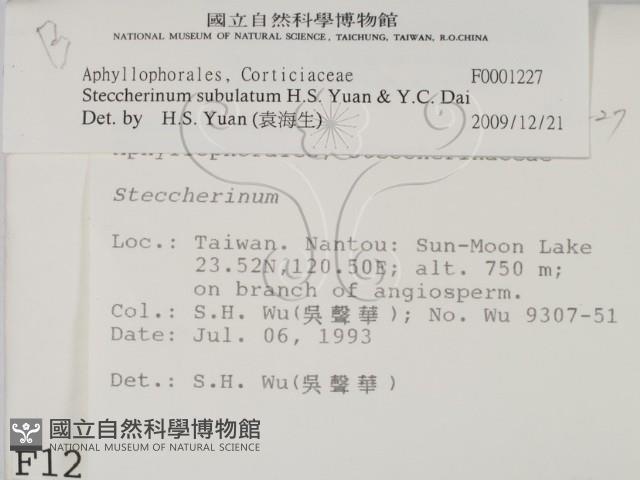 國立自然科學博物館
NATIONAL MUSEUM OF NATURAL SCIENCE, TAICHUNG, TAIWAN, R.O.CHINA
Aphyllophorales, Corticiaceae F0001227
Steccherinum subulatum H.S. Yuan & Y.C. Dai
Det. by H.S. Yuan (袁海生) 2009/12/21
-27
Steccherinum
Loc.: Taiwan. Nantou: Sun-Moon Lake
23.52N,120.50E; alt. 750 m;
on branch of angiosperm.
Col.: S.H. Wu(吳聲華); No. Wu 9307-51
Date: Jul. 06, 1993
Det.: S.H. Wu(吳聲華)
國立自然科學博物館
NATIONAL MUSEUM OF NATURAL SCIENCE
F12